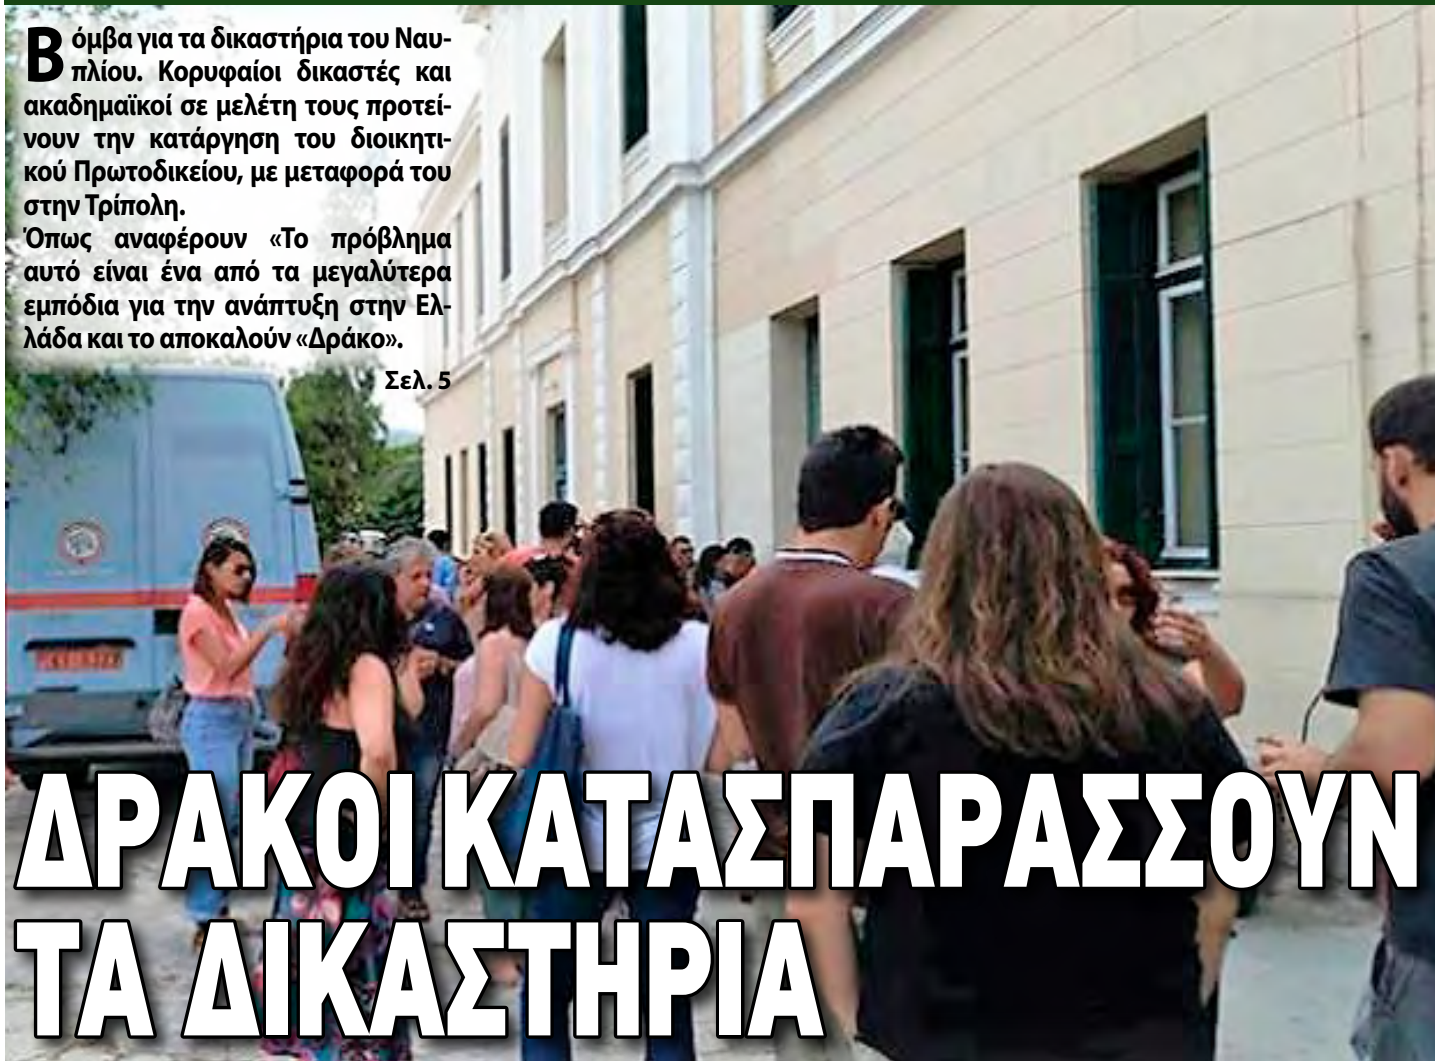 Βόμβα για τα δικαστήρια του Ναυ-
πλίου. Κορυφαίοι δικαστές και
ακαδημαϊκοί σε μελέτη τους προτεί-
νουν την κατάργηση του διοικητι-
κού Πρωτοδικείου, με μεταφορά του
στην Τρίπολη.
Όπως αναφέρουν «Το πρόβλημα
αυτό είναι ένα από τα μεγαλύτερα
εμπόδια για την ανάπτυξη στην Ελ-
λάδα και το αποκαλούν «Δράκο».
Σελ. 5
ΔΡΑΚΟΙ ΚΑΤΑΣΠΑΡΑΣΣΟΥΝ
ΤΑ ΔΙΚΑΣΤΗΡΙΑ